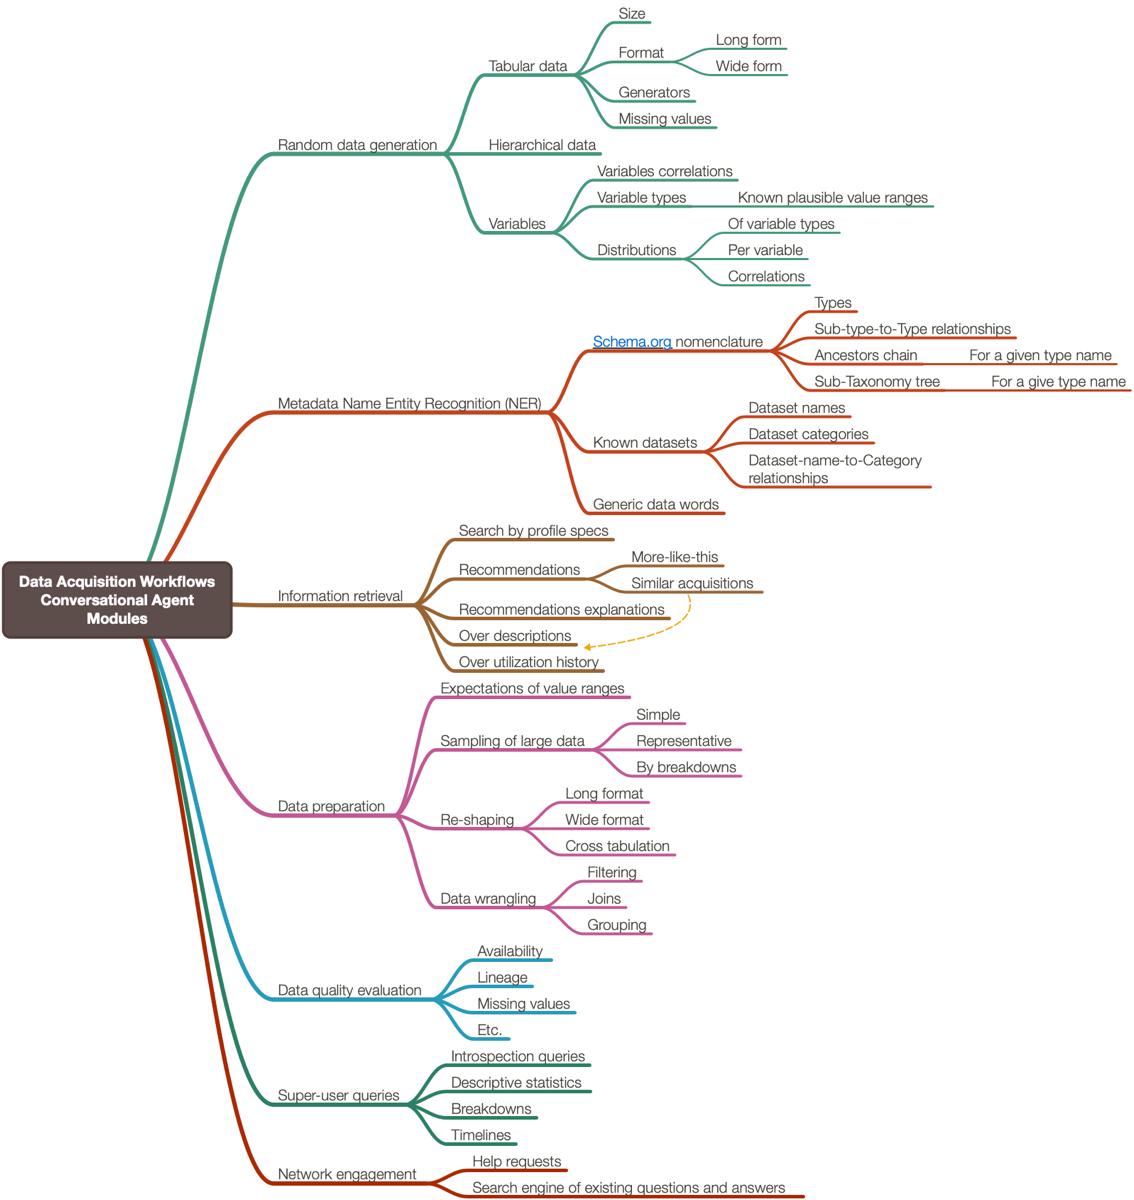 Size
Long form
Format
Wide form
Tabular data
Generators
Missing values
Random data generation
Hierarchical data
Variables correlations
Variable types
Known plausible value ranges
Variables
Of variable types
Distributions
Per variable
Correlations
Types
Sub-type-to-Type relationships
Schema.org nomenclature
Ancestors chain
For a given type name
Sub-Taxonomy tree
For a give type name
Metadata Name Entity Recognition (NER)
Dataset names
Dataset categories
Known datasets
Dataset-name-to-Category
relationships
Generic data words
Data Acquisition Workflows
Conversational Agent
Modules
Search by profile specs
More-like-this
Recommendations
Similar acquisitions
Information retrieval
Recommendations explanations
Over descriptions
Over utilization history
Expectations of value ranges
Simple
Sampling of large data
Representative
By breakdowns
Data preparation
Long format
Re-shaping
Wide format
Cross tabulation
Filtering
Data wrangling
Joins
Grouping
Availability
Lineage
Data quality evaluation
Missing values
Etc.
Introspection queries
Descriptive statistics
Super-user queries
Breakdowns
Timelines
Help requests
Network engagement
Search engine of existing questions and answers